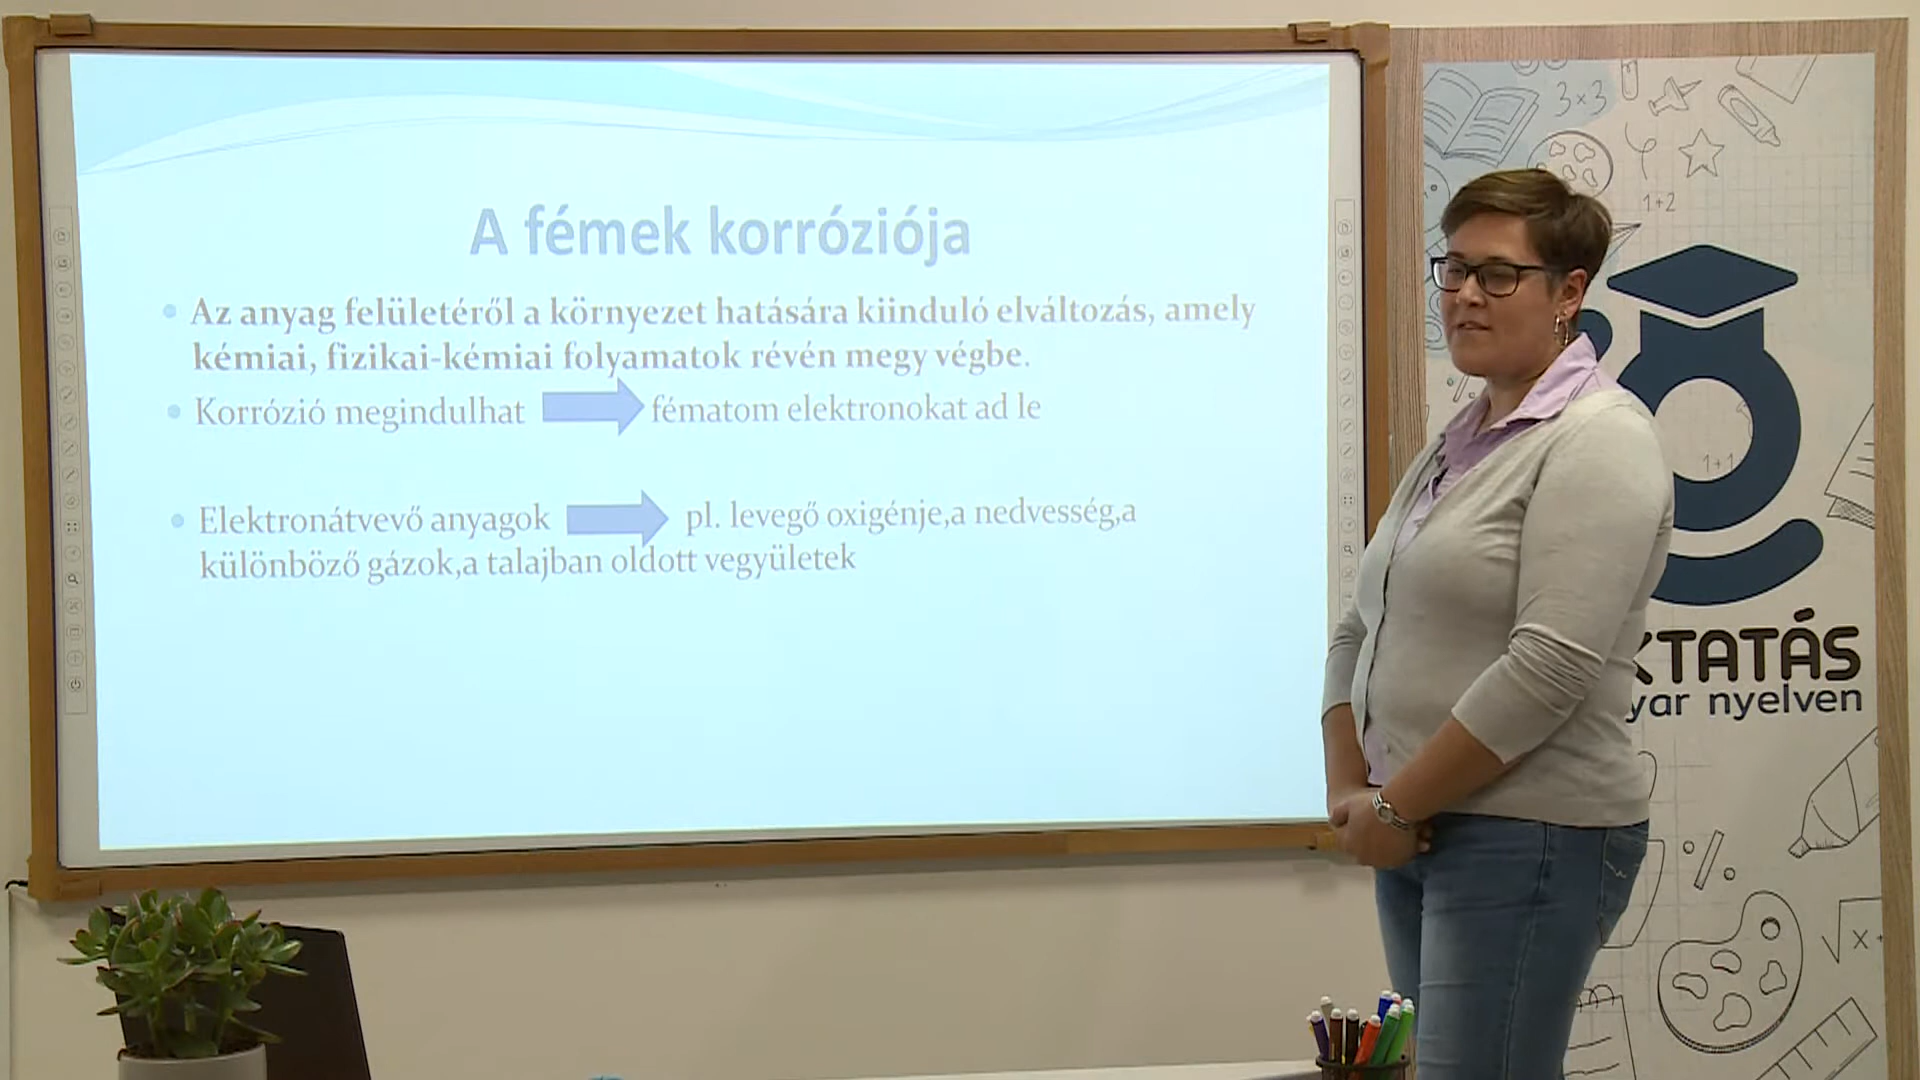 A fémek korróziója
Az anyag felületéről a környezet hatására kiinduló elváltozás, amely
kémiai, fizikai-kémiai folyamatok révén megy végbe.
Korrózió megindulhat fématom elektronokat ad le
Elektronátvevő anyagok pl. levegő oxigénje,a nedvesség,a
különböző gázok,a talajban oldott vegyületek
3×3
1+2
1+1
KTATÁS
yar nyelven
√x+